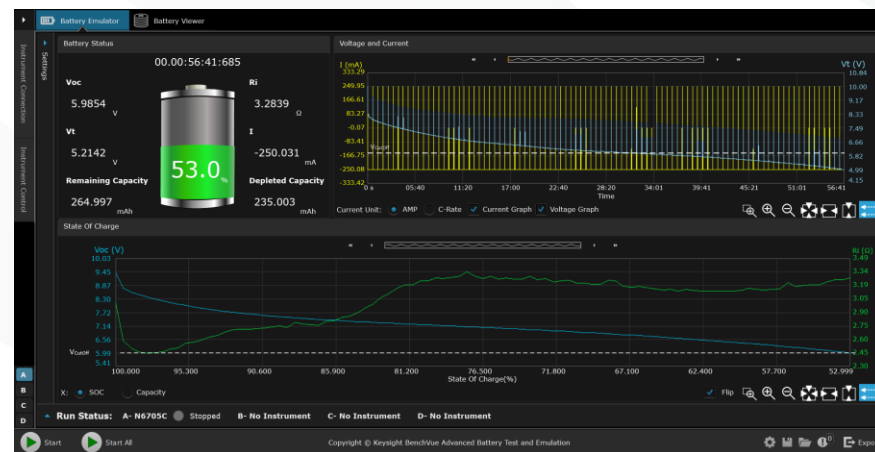 Battery Emulator
Battery Viewer
Instrument Connection
Instrument Control
Settings
Battery Status
00.00:56:41:685
Voc
5.9854 V
Ri
3.2839 Ω
Vt
5.2142 V
I
-250.031 mA
53.0 %
Remaining Capacity
264.997 mAh
Depleted Capacity
235.003 mAh
Voltage and Current
I (mA)
Vt (V)
333.29
249.95
166.61
83.27
-0.07
-83.41
-166.75
-250.08
-333.42
10.84
10.00
9.17
8.33
7.49
6.66
5.82
4.99
4.15
Vcutoff
0 s 05:40 11:20 17:00 22:40 28:20 34:01 39:41 45:21 51:01 56:41
Time
Current Unit: AMP C-Rate Current Graph Voltage Graph
State Of Charge
Voc (V)
Ri (Ω)
10.03
9.45
8.87
8.30
7.72
7.14
6.56
5.99
5.41
Vcutoff
3.49
3.34
3.19
3.05
2.90
2.75
2.60
2.45
2.30
100.000 95.300 90.600 85.900 81.200 76.500 71.800 67.100 62.400 57.700 52.999
State Of Charge(%)
X: SOC Capacity
Flip
A
B
C
D
Run Status: A- N6705C Stopped B- No Instrument C- No Instrument D- No Instrument
Start
Start All
Copyright © Keysight BenchVue Advanced Battery Test and Emulation
0
Expo